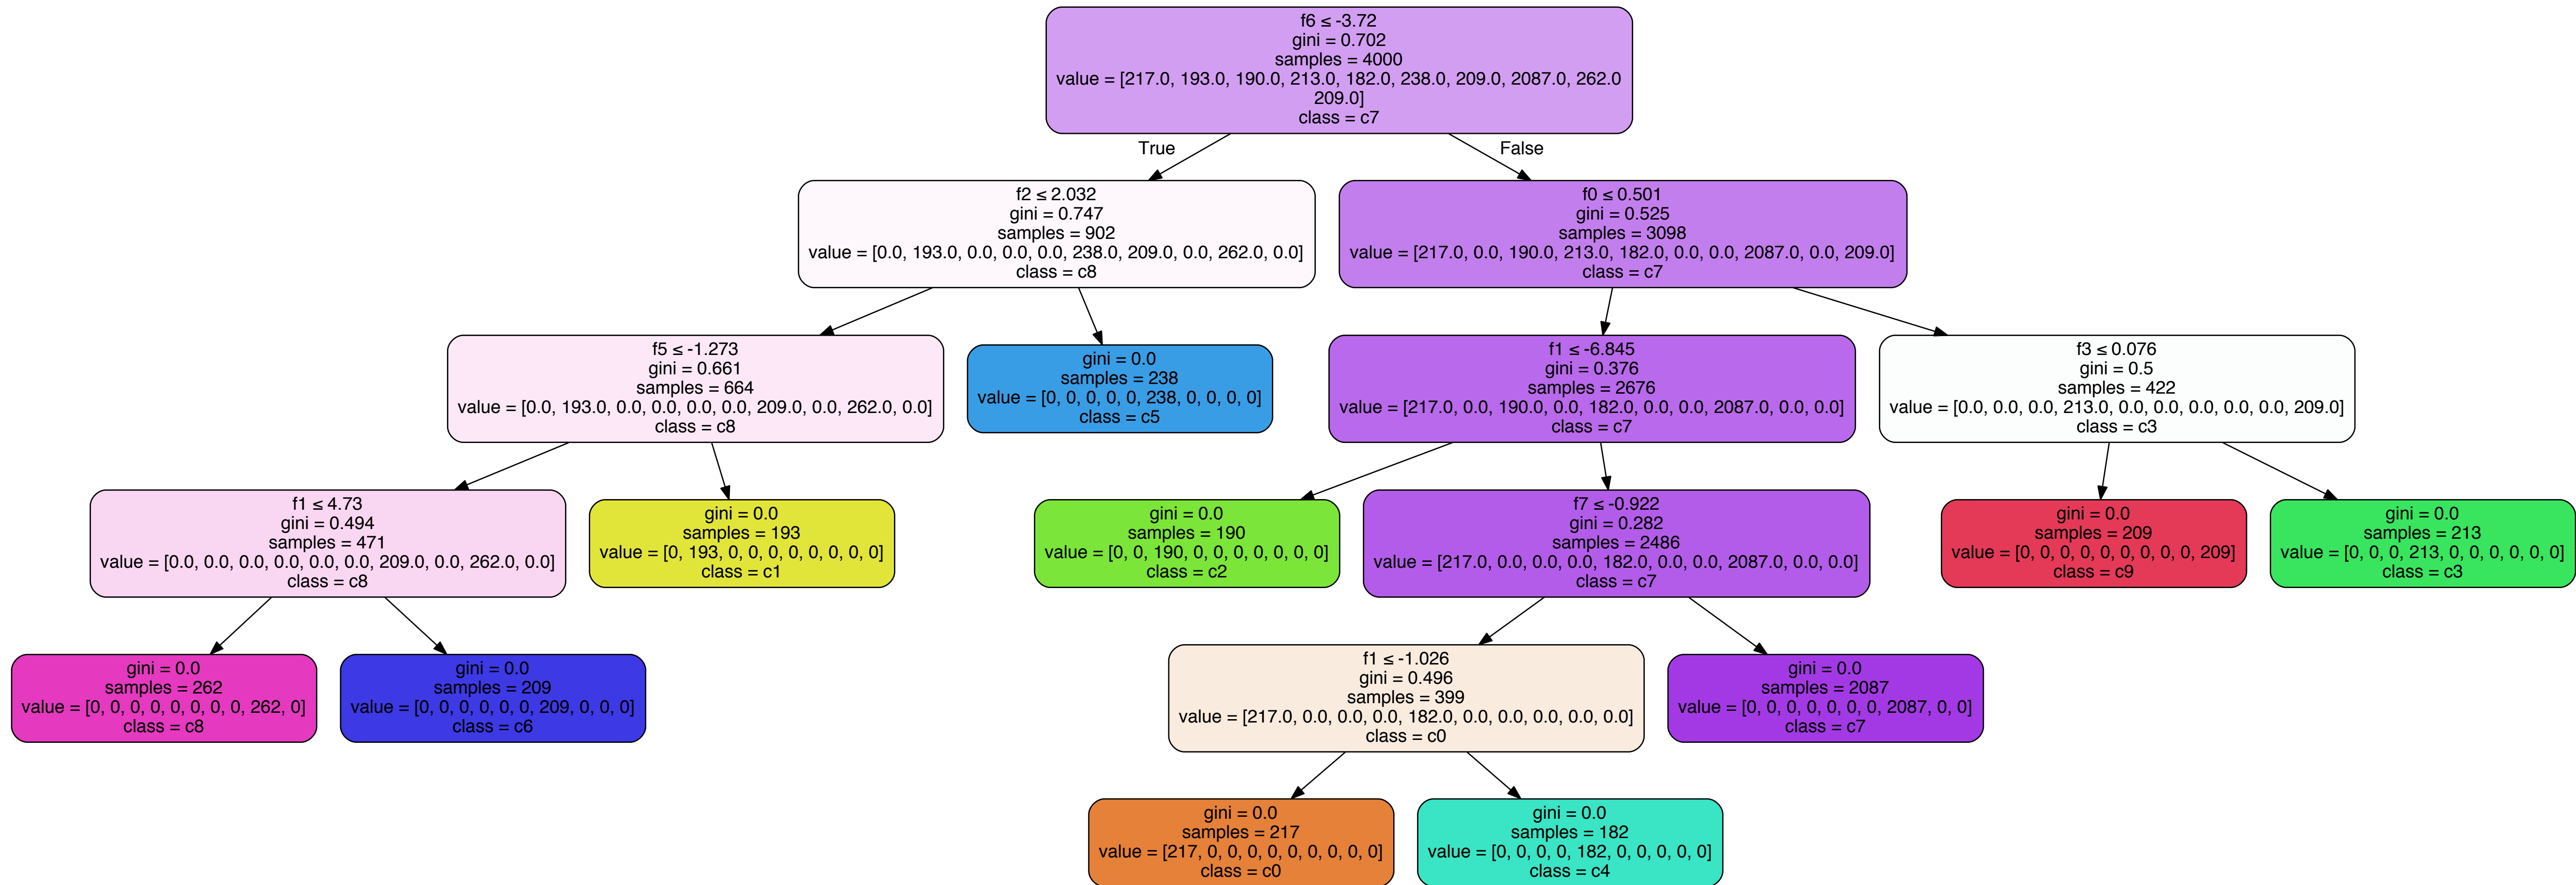 f6 ≤ -3.72
gini = 0.702
samples = 4000
value = [217.0, 193.0, 190.0, 213.0, 182.0, 238.0, 209.0, 2087.0, 262.0
209.0]
class = c7
True
False
f2 ≤ 2.032
gini = 0.747
samples = 902
value = [0.0, 193.0, 0.0, 0.0, 0.0, 238.0, 209.0, 0.0, 262.0, 0.0]
class = c8
f0 ≤ 0.501
gini = 0.525
samples = 3098
value = [217.0, 0.0, 190.0, 213.0, 182.0, 0.0, 0.0, 2087.0, 0.0, 209.0]
class = c7
f5 ≤ -1.273
gini = 0.661
samples = 664
value = [0.0, 193.0, 0.0, 0.0, 0.0, 0.0, 209.0, 0.0, 262.0, 0.0]
class = c8
gini = 0.0
samples = 238
value = [0, 0, 0, 0, 0, 238, 0, 0, 0, 0]
class = c5
f1 ≤ -6.845
gini = 0.376
samples = 2676
value = [217.0, 0.0, 190.0, 0.0, 182.0, 0.0, 0.0, 2087.0, 0.0, 0.0]
class = c7
f3 ≤ 0.076
gini = 0.5
samples = 422
value = [0.0, 0.0, 0.0, 213.0, 0.0, 0.0, 0.0, 0.0, 0.0, 209.0]
class = c3
f1 ≤ 4.73
gini = 0.494
samples = 471
value = [0.0, 0.0, 0.0, 0.0, 0.0, 0.0, 209.0, 0.0, 262.0, 0.0]
class = c8
gini = 0.0
samples = 193
value = [0, 193, 0, 0, 0, 0, 0, 0, 0, 0]
class = c1
gini = 0.0
samples = 190
value = [0, 0, 190, 0, 0, 0, 0, 0, 0, 0]
class = c2
f7 ≤ -0.922
gini = 0.282
samples = 2486
value = [217.0, 0.0, 0.0, 0.0, 182.0, 0.0, 0.0, 2087.0, 0.0, 0.0]
class = c7
gini = 0.0
samples = 209
value = [0, 0, 0, 0, 0, 0, 0, 0, 0, 209]
class = c9
gini = 0.0
samples = 213
value = [0, 0, 0, 213, 0, 0, 0, 0, 0, 0]
class = c3
gini = 0.0
samples = 262
value = [0, 0, 0, 0, 0, 0, 0, 0, 262, 0]
class = c8
gini = 0.0
samples = 209
value = [0, 0, 0, 0, 0, 0, 209, 0, 0, 0]
class = c6
f1 ≤ -1.026
gini = 0.496
samples = 399
value = [217.0, 0.0, 0.0, 0.0, 182.0, 0.0, 0.0, 0.0, 0.0, 0.0]
class = c0
gini = 0.0
samples = 2087
value = [0, 0, 0, 0, 0, 0, 0, 2087, 0, 0]
class = c7
gini = 0.0
samples = 217
value = [217, 0, 0, 0, 0, 0, 0, 0, 0, 0]
class = c0
gini = 0.0
samples = 182
value = [0, 0, 0, 0, 182, 0, 0, 0, 0, 0]
class = c4